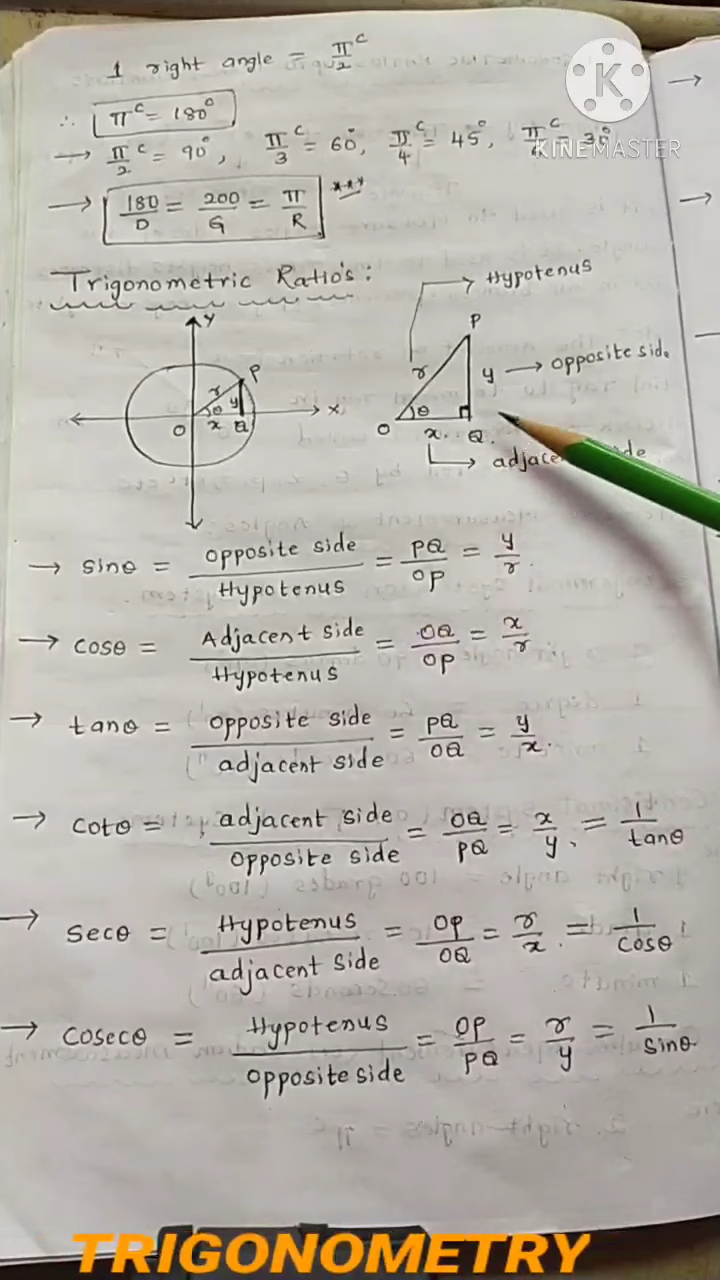 1 right angle = π/2 ᶜ
K
KINEMASTER
∴ πᶜ = 180°
→ π/2 ᶜ = 90°, π/3 ᶜ = 60°, π/4 ᶜ = 45°, = 30°
→ 180/D = 200/G = π/R ***
Trigonometric Ratio's:
→ Hypotenus
Y
P
r
y
θ
x
O
Q
X
P
r
y → opposite side
θ
O
x
Q.
→ adjacent side
→ sinθ = opposite side/Hypotenus = PQ/OP = y/r.
→ cosθ = Adjacent side/Hypotenus = OQ/OP = x/r
→ tanθ = opposite side/adjacent side = PQ/OQ = y/x.
→ cotθ = adjacent side/opposite side = OQ/PQ = x/y. = 1/tanθ
→ secθ = Hypotenus/adjacent side = OP/OQ = r/x. = 1/cosθ
→ cosecθ = Hypotenus/opposite side = OP/PQ = r/y = 1/sinθ
TRIGONOMETRY